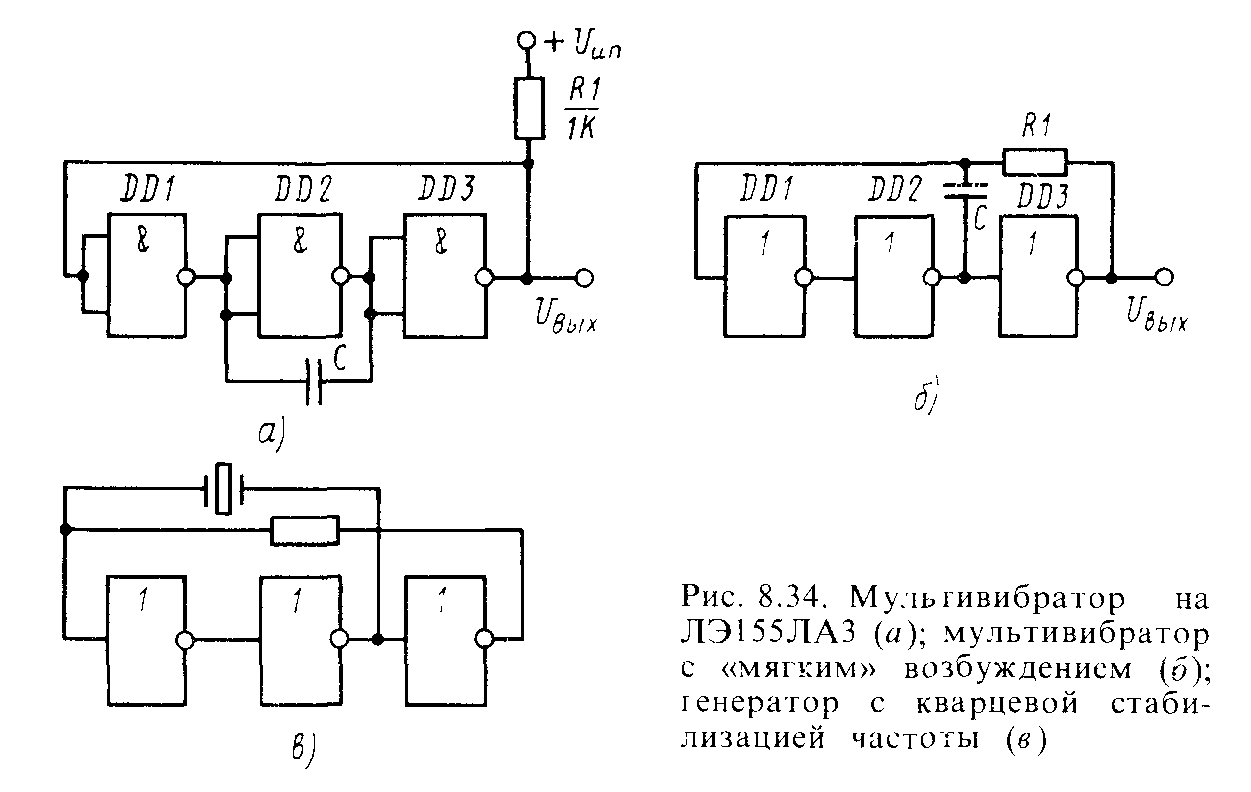 + Uип
R1
1К
DD1 DD2 DD3
& & &
Uвых
C
а)
R1
DD1 DD2 DD3
C
1 1 1
Uвых
б)
1 1 1
в)
Рис. 8.34. Мультивибратор на
ЛЭ155ЛА3 (а); мультивибратор
с «мягким» возбуждением (б);
генератор с кварцевой стаби-
лизацией частоты (в)